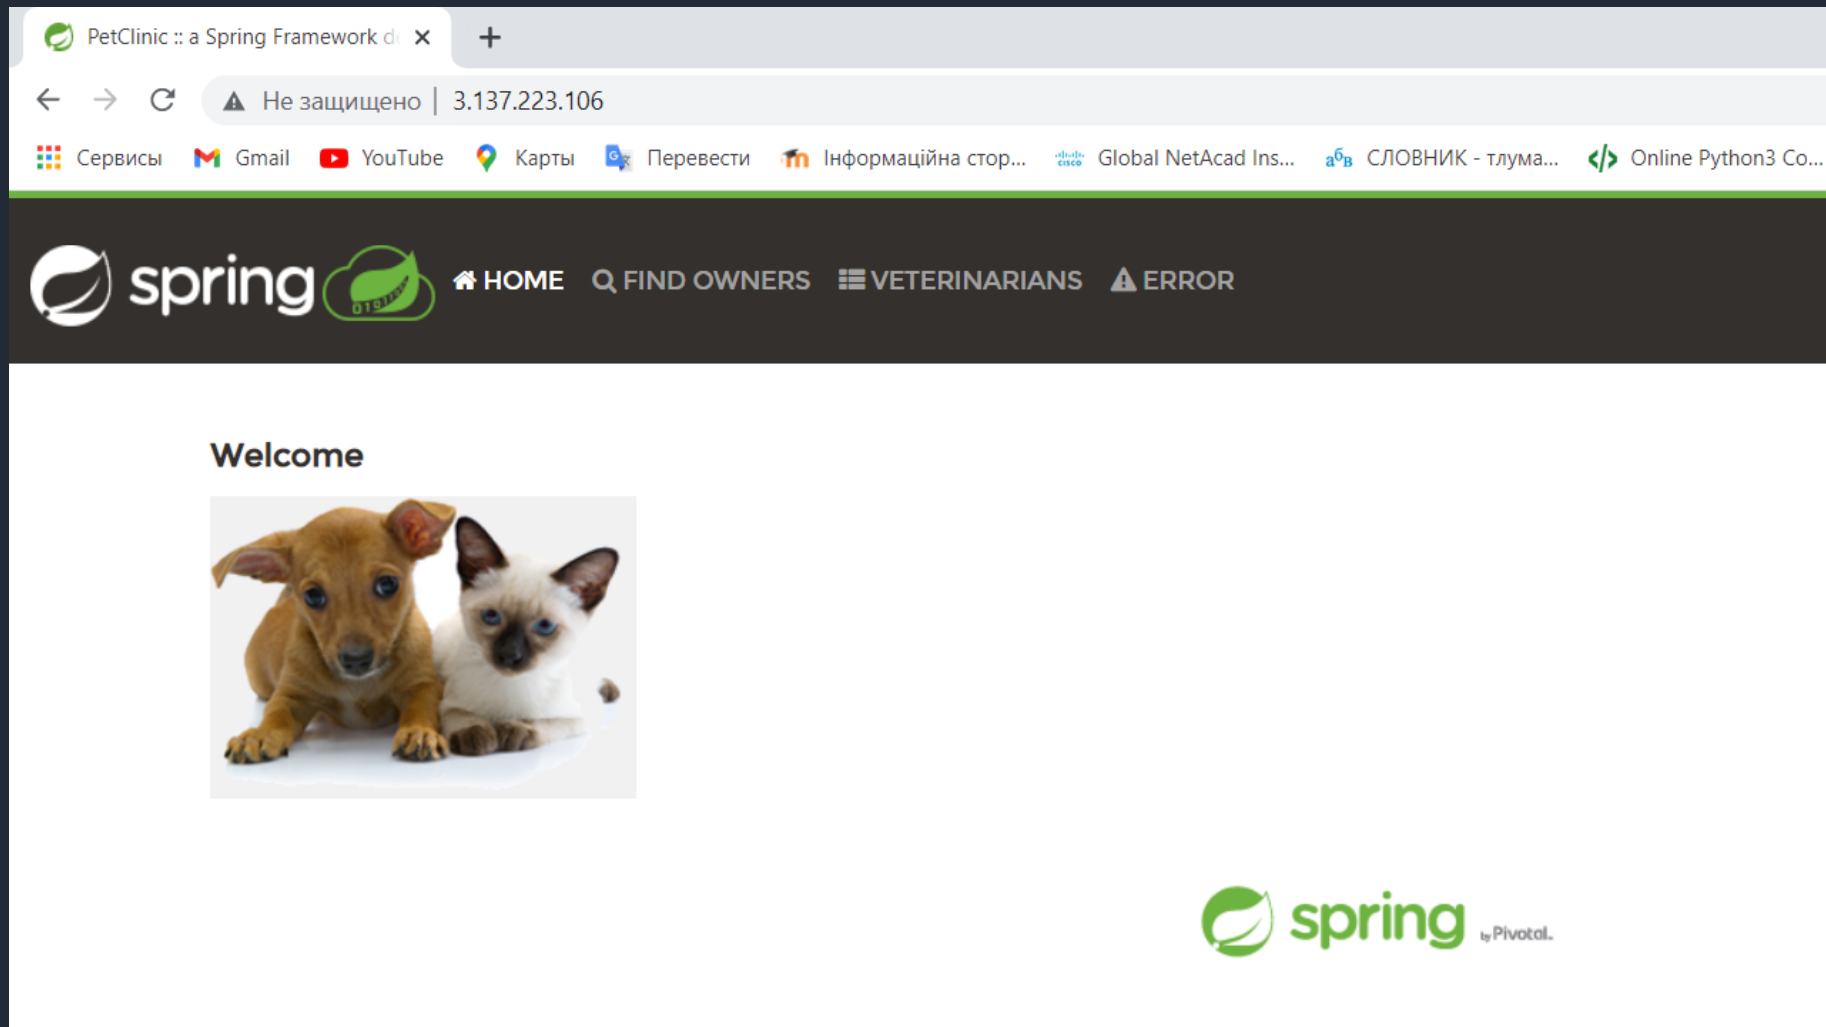 PetClinic :: a Spring Framework d
Не защищено | 3.137.223.106
Сервисы Gmail YouTube Карты Перевести Інформаційна стор... Global NetAcad Ins... СЛОВНИК - тлума... Online Python3 Co...
spring HOME FIND OWNERS VETERINARIANS ERROR
Welcome
spring by Pivotal.